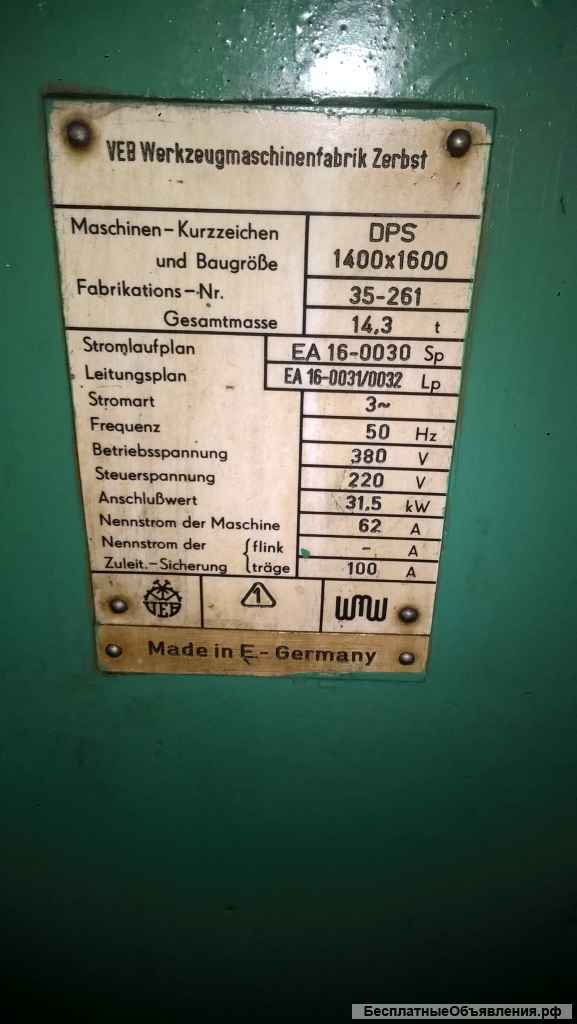 VEB Werkzeugmaschinenfabrik Zerbst
Maschinen-Kurzzeichen DPS
und Baugröße 1400x1600
Fabrikations-Nr. 35-261
Gesamtmasse 14,3 t
Stromlaufplan EA 16-0030 Sp
Leitungsplan EA 16-0031/0032 Lp
Stromart 3~
Frequenz 50 Hz
Betriebsspannung 380 V
Steuerspannung 220 V
Anschlußwert 31,5 kW
Nennstrom der Maschine 62 A
Nennstrom der { flink - A
Zuleit.-Sicherung träge 100 A
VEB 1 WMW
Made in E.- Germany
БесплатныеОбъявления.рф